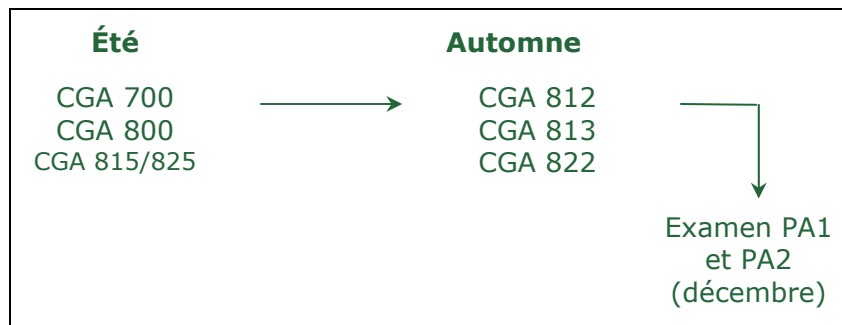 Été
CGA 700
CGA 800
CGA 815/825
Automne
CGA 812
CGA 813
CGA 822
Examen PA1
et PA2
(décembre)